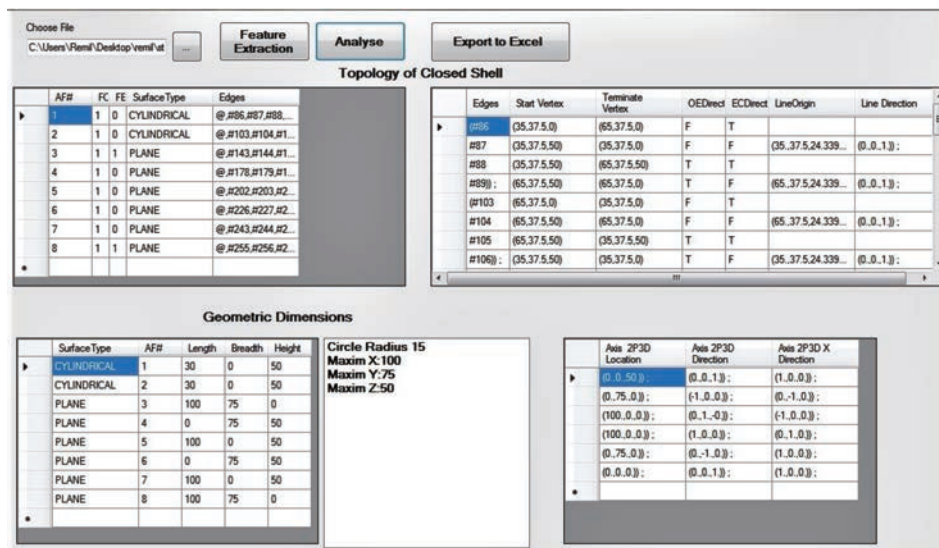 Choose File
C:\Users\Remil\Desktop\remil\at ... Feature Extraction Analyse Export to Excel
Topology of Closed Shell
AF# FC FE SurfaceType Edges
1 1 0 CYLINDRICAL @,#86,#87,#88,...
2 1 0 CYLINDRICAL @,#103,#104,#1...
3 1 1 PLANE @,#143,#144,#1...
4 1 0 PLANE @,#178,#179,#1...
5 1 0 PLANE @,#202,#203,#2...
6 1 0 PLANE @,#226,#227,#2...
7 1 0 PLANE @,#243,#244,#2...
8 1 1 PLANE @,#255,#256,#2...
Edges Start Vertex Terminate Vertex OEDirect ECDirect LineOrigin Line Direction
(#86 (35,37.5,0) (65,37.5,0) F T
#87 (35,37.5,50) (35,37.5,0) F F (35.,37.5,24.339... (0.,0.,1.)) ;
#88 (35,37.5,50) (65,37.5,50) T T
#89)) ; (65,37.5,50) (65,37.5,0) T F (65.,37.5,24.339... (0.,0.,1.)) ;
(#103 (65,37.5,0) (35,37.5,0) F T
#104 (65,37.5,50) (65,37.5,0) F F (65.,37.5,24.339... (0.,0.,1.)) ;
#105 (65,37.5,50) (35,37.5,50) T T
#106)) ; (35,37.5,50) (35,37.5,0) T F (35.,37.5,24.339... (0.,0.,1.)) ;
Geometric Dimensions
SurfaceType AF# Length Breadth Height
CYLINDRICAL 1 30 0 50
CYLINDRICAL 2 30 0 50
PLANE 3 100 75 0
PLANE 4 0 75 50
PLANE 5 100 0 50
PLANE 6 0 75 50
PLANE 7 100 0 50
PLANE 8 100 75 0
Circle Radius 15
Maxim X:100
Maxim Y:75
Maxim Z:50
Axis 2P3D Location Axis 2P3D Direction Axis 2P3D X Direction
(0.,0.,50.)) ; (0.,0.,1.)) ; (1.,0.,0.)) ;
(0.,75.,0.)) ; (-1.,0.,0.)) ; (0.,-1.,0.)) ;
(100.,0.,0.)) ; (0.,1.,-0.)) ; (-1.,0.,0.)) ;
(100.,0.,0.)) ; (1.,0.,0.)) ; (0.,1.,0.)) ;
(0.,75.,0.)) ; (0.,-1.,0.)) ; (1.,0.,0.)) ;
(0.,0.,0.)) ; (0.,0.,1.)) ; (1.,0.,0.)) ;